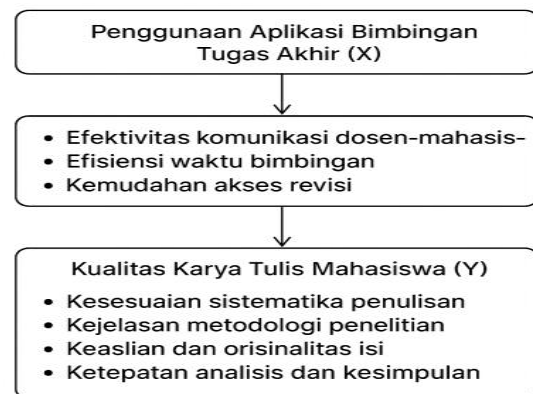 Penggunaan Aplikasi Bimbingan
Tugas Akhir (X)
• Efektivitas komunikasi dosen-mahasis-
• Efisiensi waktu bimbingan
• Kemudahan akses revisi
Kualitas Karya Tulis Mahasiswa (Y)
• Kesesuaian sistematika penulisan
• Kejelasan metodologi penelitian
• Keaslian dan orisinalitas isi
• Ketepatan analisis dan kesimpulan